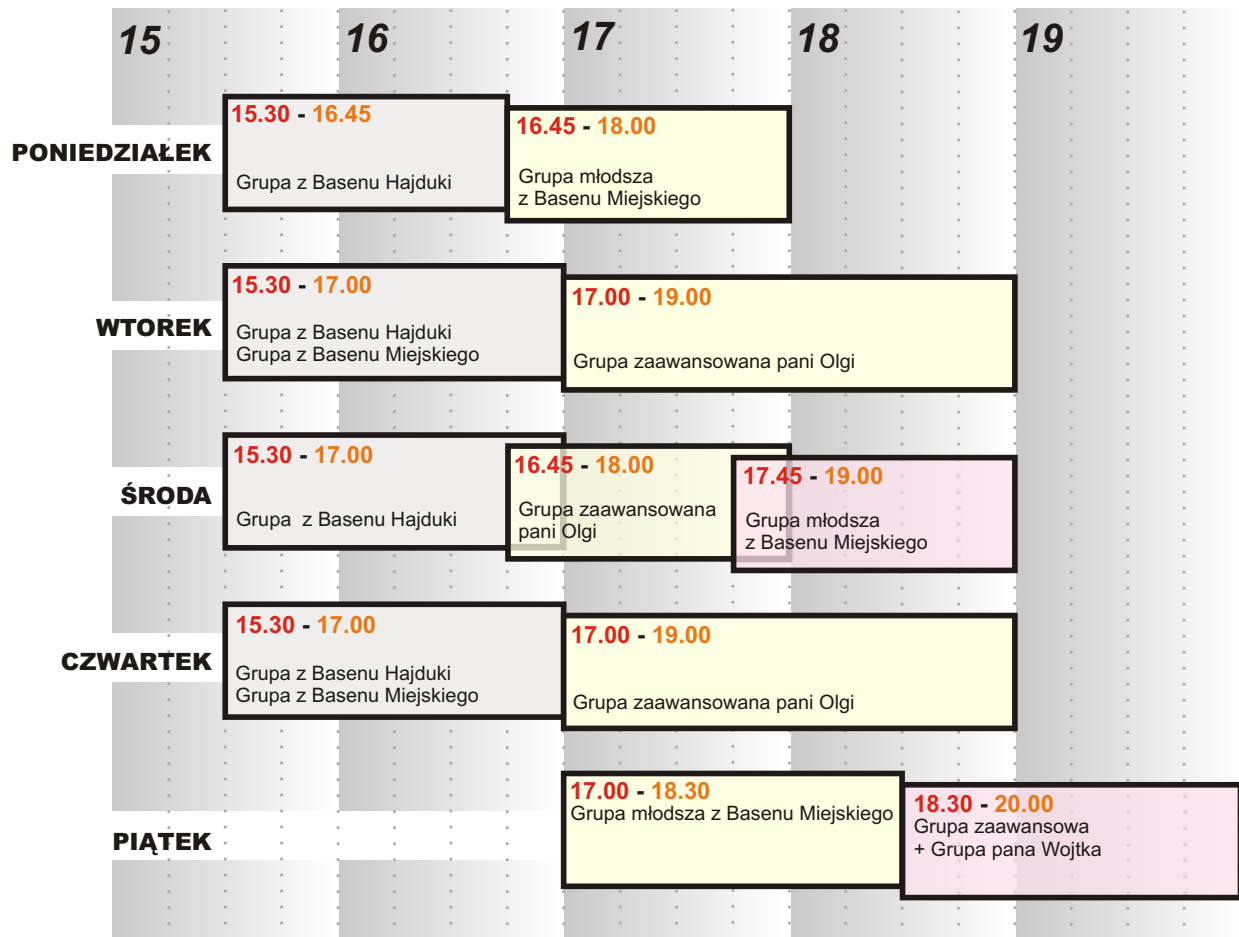 15 16 17 18 19
PONIEDZIAŁEK
15.30 - 16.45
Grupa z Basenu Hajduki
16.45 - 18.00
Grupa młodsza
z Basenu Miejskiego
WTOREK
15.30 - 17.00
Grupa z Basenu Hajduki
Grupa z Basenu Miejskiego
17.00 - 19.00
Grupa zaawansowana pani Olgi
ŚRODA
15.30 - 17.00
Grupa z Basenu Hajduki
16.45 - 18.00
Grupa zaawansowana
pani Olgi
17.45 - 19.00
Grupa młodsza
z Basenu Miejskiego
CZWARTEK
15.30 - 17.00
Grupa z Basenu Hajduki
Grupa z Basenu Miejskiego
17.00 - 19.00
Grupa zaawansowana pani Olgi
PIĄTEK
17.00 - 18.30
Grupa młodsza z Basenu Miejskiego
18.30 - 20.00
Grupa zaawansowa
+ Grupa pana Wojtka